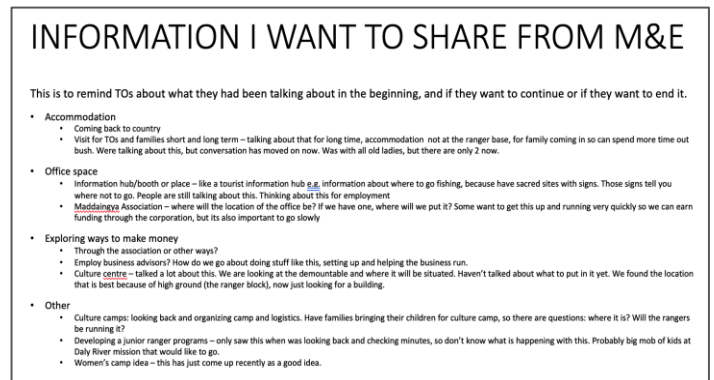 INFORMATION I WANT TO SHARE FROM M&E
This is to remind TOs about what they had been talking about in the beginning, and if they want to continue or if they want to end it.
• Accommodation
• Coming back to country
• Visit for TOs and families short and long term – talking about that for long time, accommodation not at the ranger base, for family coming in so can spend more time out
bush. Were talking about this, but conversation has moved on now. Was with all old ladies, but there are only 2 now.
• Office space
• Information hub/booth or place – like a tourist information hub e.g. information about where to go fishing, because have sacred sites with signs. Those signs tell you
where not to go. People are still talking about this. Thinking about this for employment
• Maddaingya Association – where will the location of the office be? If we have one, where will we put it? Some want to get this up and running very quickly so we can earn
funding through the corporation, but its also important to go slowly
• Exploring ways to make money
• Through the association or other ways?
• Employ business advisors? How do we go about doing stuff like this, setting up and helping the business run.
• Culture centre – talked a lot about this. We are looking at the demountable and where it will be situated. Haven't talked about what to put in it yet. We found the location
that is best because of high ground (the ranger block), now just looking for a building.
• Other
• Culture camps: looking back and organizing camp and logistics. Have families bringing their children for culture camp, so there are questions: where it is? Will the rangers
be running it?
• Developing a junior ranger programs – only saw this when was looking back and checking minutes, so don't know what is happening with this. Probably big mob of kids at
Daly River mission that would like to go.
• Women's camp idea – this has just come up recently as a good idea.